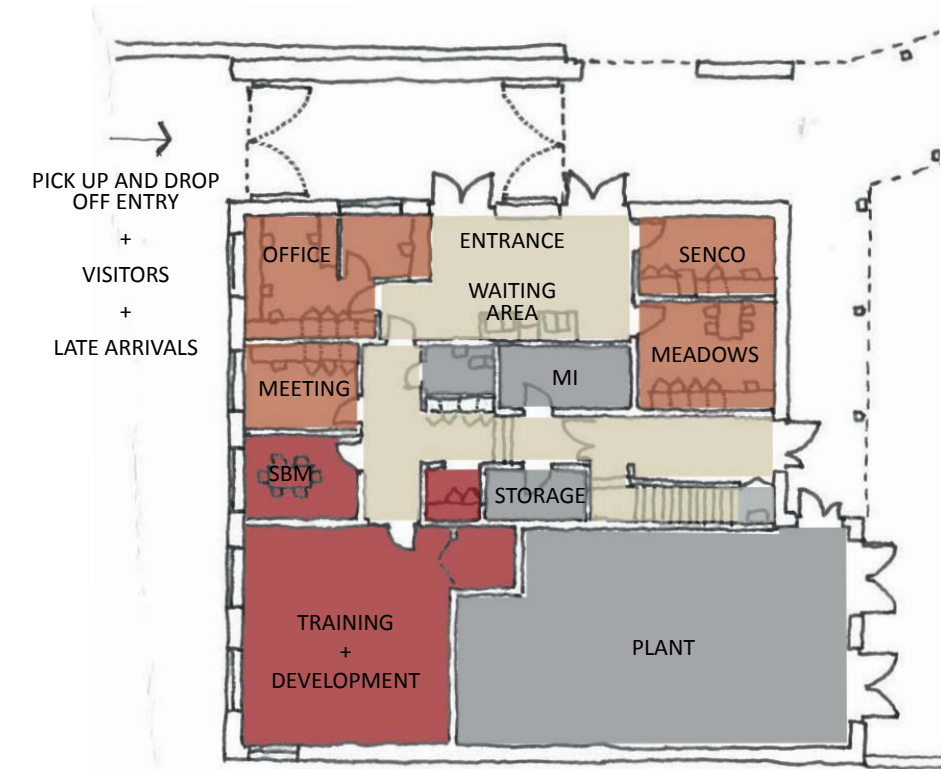 PICK UP AND DROP
OFF ENTRY
+
VISITORS
+
LATE ARRIVALS
OFFICE
ENTRANCE
WAITING
AREA
SENCO
MEADOWS
MEETING
MI
SBM
STORAGE
TRAINING
+
DEVELOPMENT
PLANT